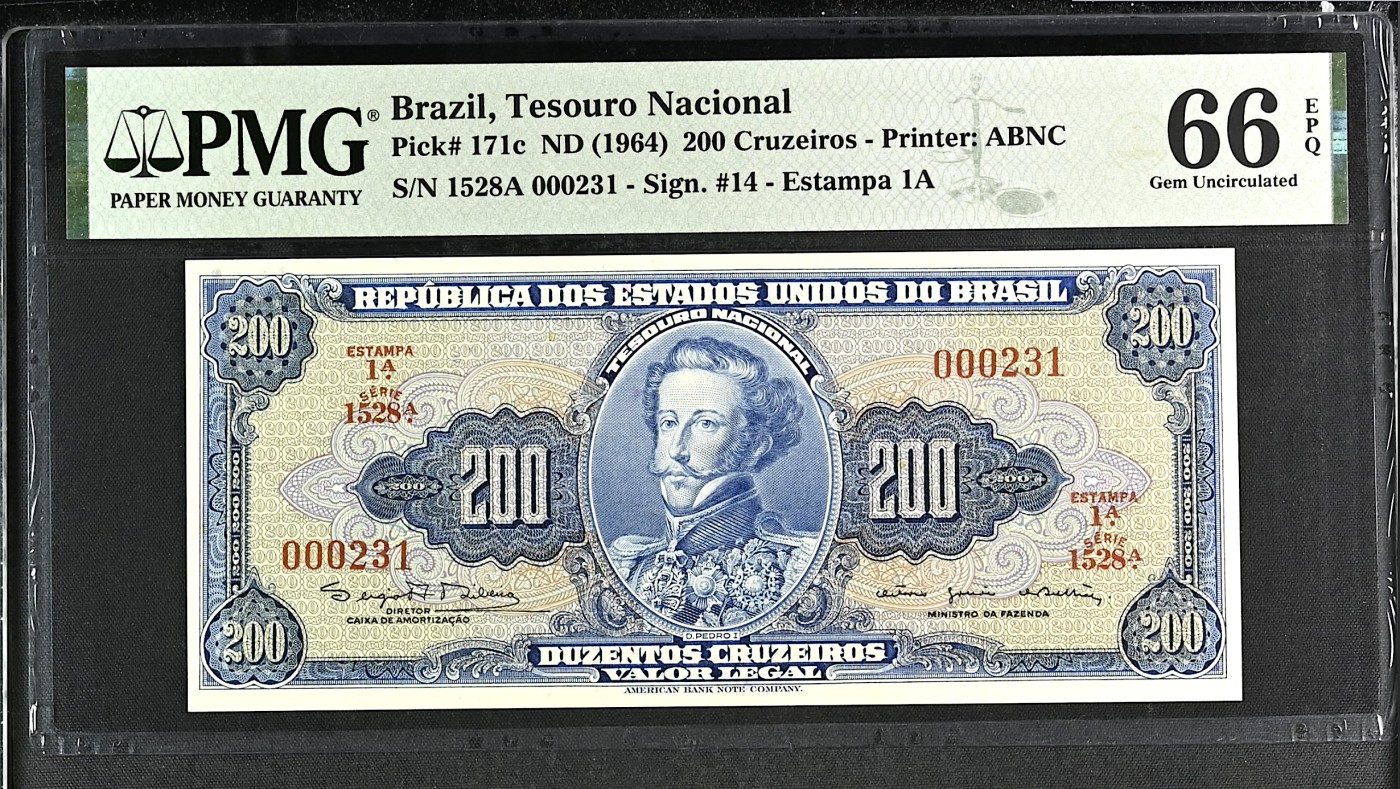 PMG®
PAPER MONEY GUARANTY
Brazil, Tesouro Nacional
Pick# 171c ND (1964) 200 Cruzeiros - Printer: ABNC
S/N 1528A 000231 - Sign. #14 - Estampa 1A
66
EPQ
Gem Uncirculated
REPÚBLICA DOS ESTADOS UNIDOS DO BRASIL
TESOURO NACIONAL
200
200
ESTAMPA
1A
SÉRIE
1528A
000231
200
200
200
200
ESTAMPA
1A
SÉRIE
1528A
000231
DIRETOR
CAIXA DE AMORTIZAÇÃO
MINISTRO DA FAZENDA
D. PEDRO I
200
200
DUZENTOS CRUZEIROS
VALOR LEGAL
AMERICAN BANK NOTE COMPANY.